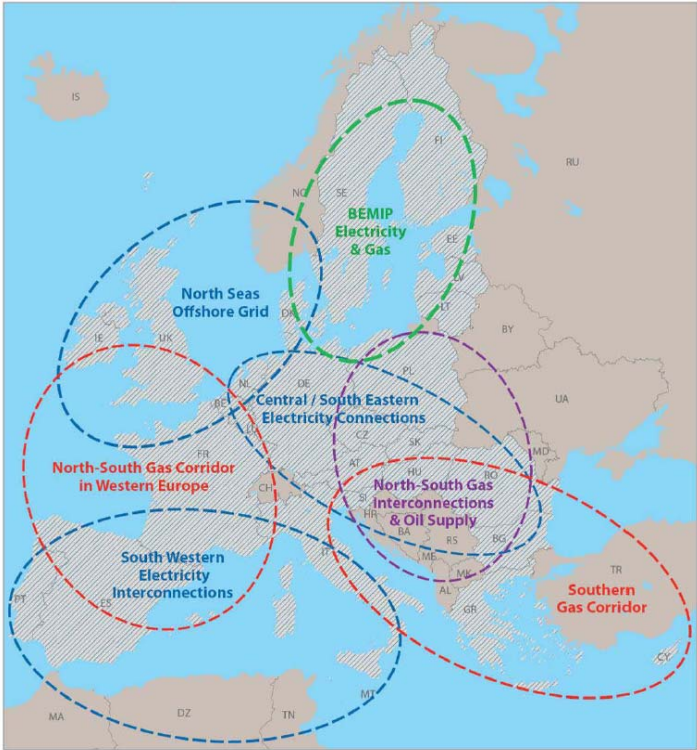 IS
FI
RU
NO
SE
BEMIP
Electricity
& Gas
EE
LV
LT
North Seas
Offshore Grid
DK
IE
UK
BY
PL
NL
DE
Central / South Eastern
Electricity Connections
BE
LU
UA
CZ
SK
FR
North-South Gas Corridor
in Western Europe
CH
AT
HU
RO
MD
North-South Gas
Interconnections
& Oil Supply
SI
HR
BA
RS
BG
South Western
Electricity
Interconnections
IT
ME
MK
AL
TR
Southern
Gas Corridor
PT
ES
GR
CY
MT
MA
DZ
TN